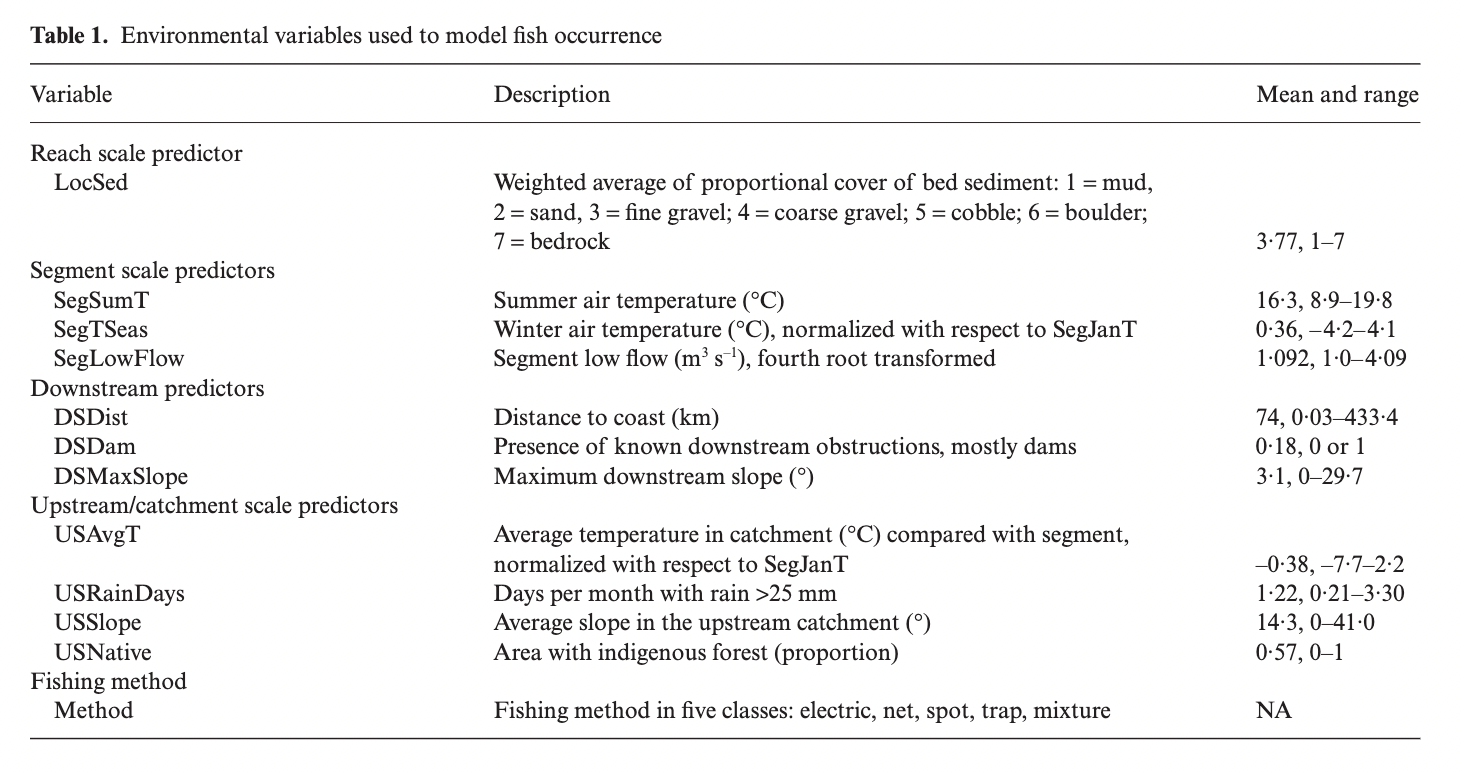 Table 1. Environmental variables used to model fish occurrence
Variable Description Mean and range
Reach scale predictor
LocSed Weighted average of proportional cover of bed sediment: 1 = mud,
2 = sand, 3 = fine gravel; 4 = coarse gravel; 5 = cobble; 6 = boulder;
7 = bedrock 3·77, 1–7
Segment scale predictors
SegSumT Summer air temperature (°C) 16·3, 8·9–19·8
SegTSeas Winter air temperature (°C), normalized with respect to SegJanT 0·36, –4·2–4·1
SegLowFlow Segment low flow (m³ s⁻¹), fourth root transformed 1·092, 1·0–4·09
Downstream predictors
DSDist Distance to coast (km) 74, 0·03–433·4
DSDam Presence of known downstream obstructions, mostly dams 0·18, 0 or 1
DSMaxSlope Maximum downstream slope (°) 3·1, 0–29·7
Upstream/catchment scale predictors
USAvgT Average temperature in catchment (°C) compared with segment,
normalized with respect to SegJanT –0·38, –7·7–2·2
USRainDays Days per month with rain >25 mm 1·22, 0·21–3·30
USSlope Average slope in the upstream catchment (°) 14·3, 0–41·0
USNative Area with indigenous forest (proportion) 0·57, 0–1
Fishing method
Method Fishing method in five classes: electric, net, spot, trap, mixture NA